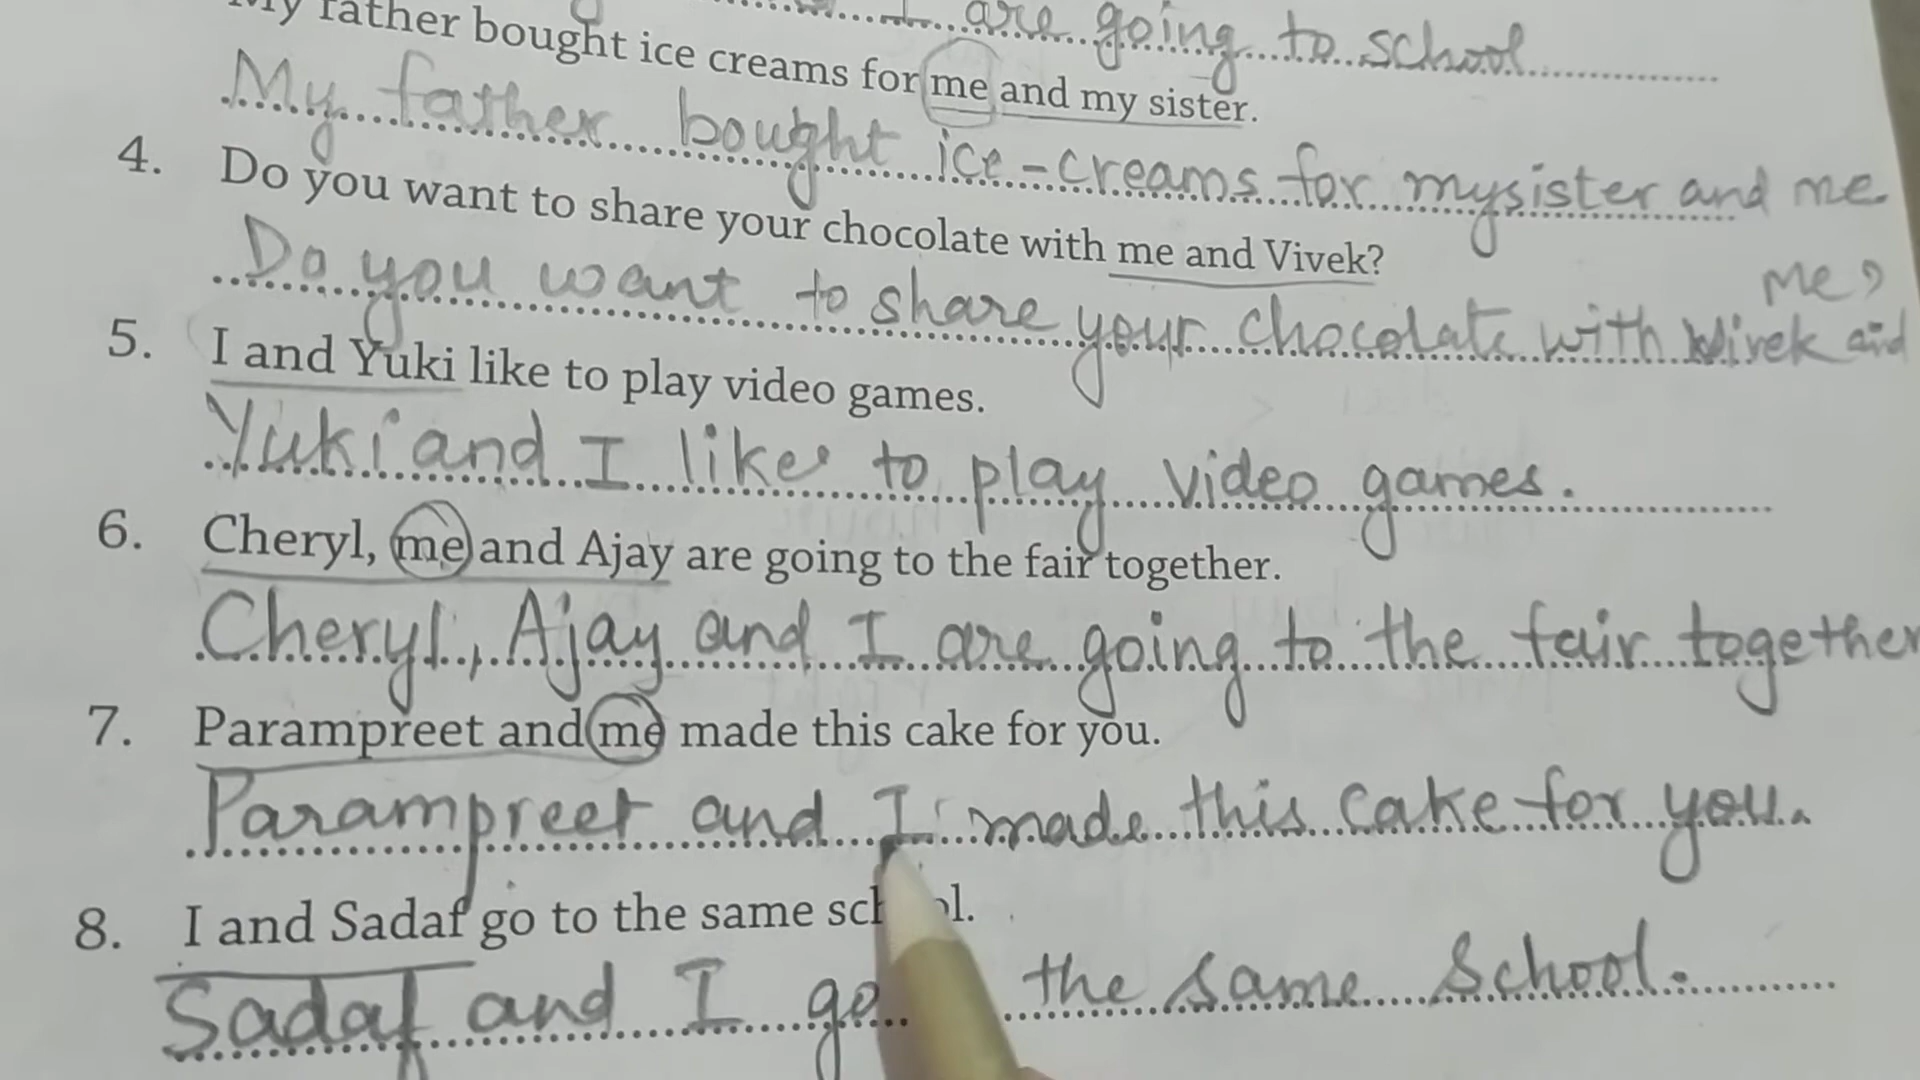 I are going to school
My father bought ice creams for me and my sister.
My father bought ice-creams for my sister and me.
4. Do you want to share your chocolate with me and Vivek?
me?
Do you want to share your chocolate with Vivek and
5. I and Yuki like to play video games.
Yuki and I like to play video games.
6. Cheryl, me and Ajay are going to the fair together.
Cheryl, Ajay and I are going to the fair together
7. Parampreet and me made this cake for you.
Parampreet and I made this cake for you.
8. I and Sadaf go to the same school.
Sadaf and I go the same school.